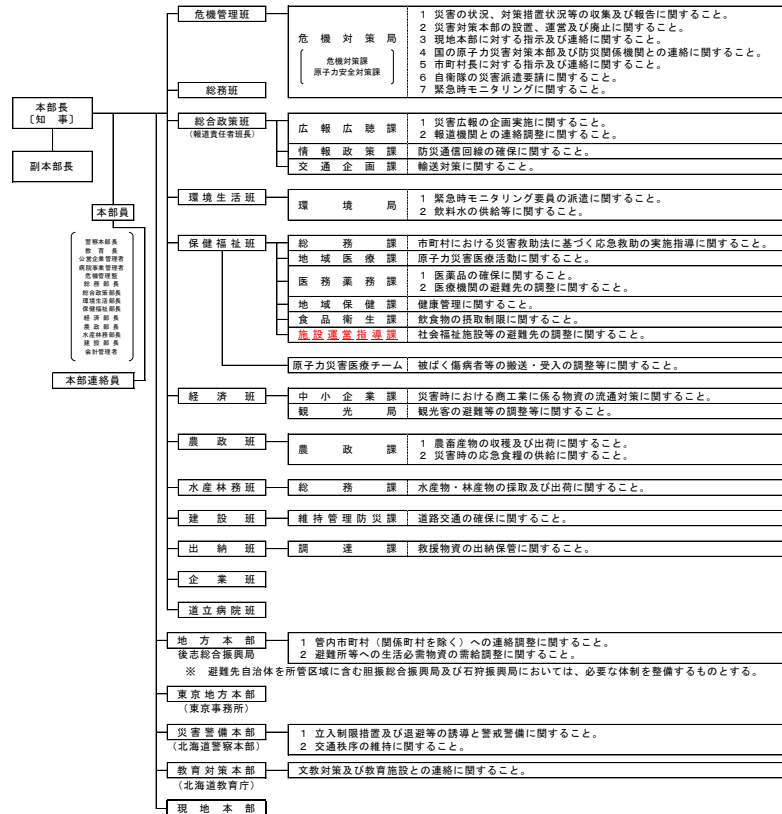 本部長
〔知 事〕
副本部長
本部員
警察本部長
教育長
公営企業管理者
病院事業管理者
危機管理監
総務部長
総合政策部長
環境生活部長
保健福祉部長
経済部長
農政部長
水産林務部長
建設部長
会計管理者
本部連絡員
危機管理班
危機対策局
危機対策課
原子力安全対策課
1 災害の状況、対策措置状況等の収集及び報告に関すること。
2 災害対策本部の設置、運営及び廃止に関すること。
3 現地本部に対する指示及び連絡に関すること。
4 国の原子力災害対策本部及び防災関係機関との連絡に関すること。
5 市町村長に対する指示及び連絡に関すること。
6 自衛隊の災害派遣要請に関すること。
7 緊急時モニタリングに関すること。
総務班
総合政策班
(報道責任者班長)
広報広聴課
1 災害広報の企画実施に関すること。
2 報道機関との連絡調整に関すること。
情報政策課 防災通信回線の確保に関すること。
交通企画課 輸送対策に関すること。
環境生活班
環境局
1 緊急時モニタリング要員の派遣に関すること。
2 飲料水の供給等に関すること。
保健福祉班
総務課 市町村における災害救助法に基づく応急救助の実施指導に関すること。
地域医療課 原子力災害医療活動に関すること。
医務薬務課
1 医薬品の確保に関すること。
2 医療機関の避難先の調整に関すること。
地域保健課 健康管理に関すること。
食品衛生課 飲食物の摂取制限に関すること。
施設運営指導課 社会福祉施設等の避難先の調整に関すること。
原子力災害医療チーム 被ばく傷病者等の搬送・受入の調整等に関すること。
経済班
中小企業課 災害時における商工業に係る物資の流通対策に関すること。
観光局 観光客の避難等の調整等に関すること。
農政班
農政課
1 農畜産物の収穫及び出荷に関すること。
2 災害時の応急食糧の供給に関すること。
水産林務班 総務課 水産物・林産物の採取及び出荷に関すること。
建設班 維持管理防災課 道路交通の確保に関すること。
出納班 調達課 救援物資の出納保管に関すること。
企業班
道立病院班
地方本部
後志総合振興局
1 管内市町村(関係町村を除く)への連絡調整に関すること。
2 避難所等への生活必需物資の需給調整に関すること。
※ 避難先自治体を所管区域に含む胆振総合振興局及び石狩振興局においては、必要な体制を整備するものとする。
東京地方本部
(東京事務所)
災害警備本部
(北海道警察本部)
1 立入制限措置及び退避等の誘導と警戒警備に関すること。
2 交通秩序の維持に関すること。
教育対策本部
(北海道教育庁)
文教対策及び教育施設との連絡に関すること。
現地本部